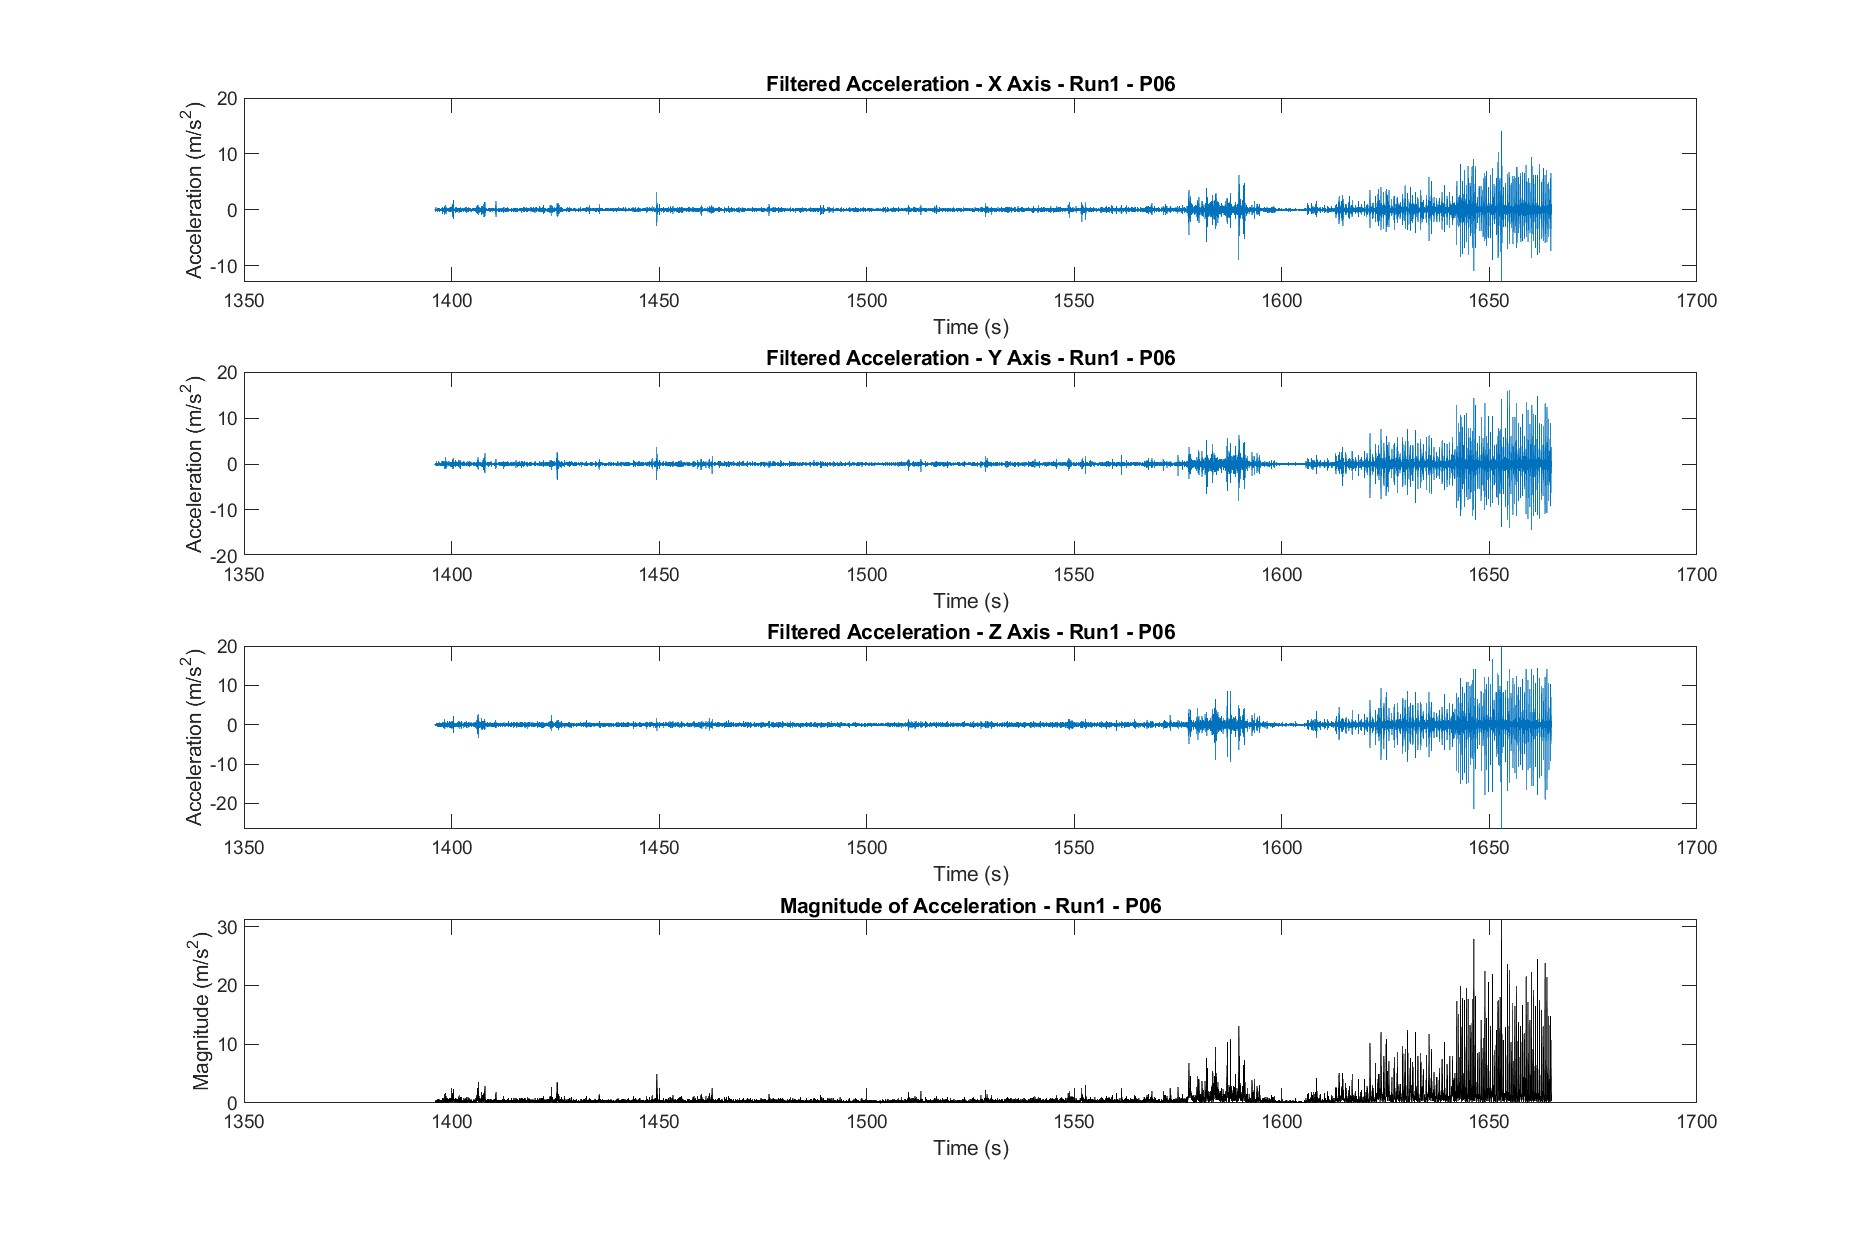 Filtered Acceleration - X Axis - Run1 - P06
20
10
0
-10
Acceleration (m/s²)
1350 1400 1450 1500 1550 1600 1650 1700
Time (s)
Filtered Acceleration - Y Axis - Run1 - P06
20
10
0
-10
-20
Acceleration (m/s²)
1350 1400 1450 1500 1550 1600 1650 1700
Time (s)
Filtered Acceleration - Z Axis - Run1 - P06
20
10
0
-10
-20
Acceleration (m/s²)
1350 1400 1450 1500 1550 1600 1650 1700
Time (s)
Magnitude of Acceleration - Run1 - P06
30
20
10
0
Magnitude (m/s²)
1350 1400 1450 1500 1550 1600 1650 1700
Time (s)